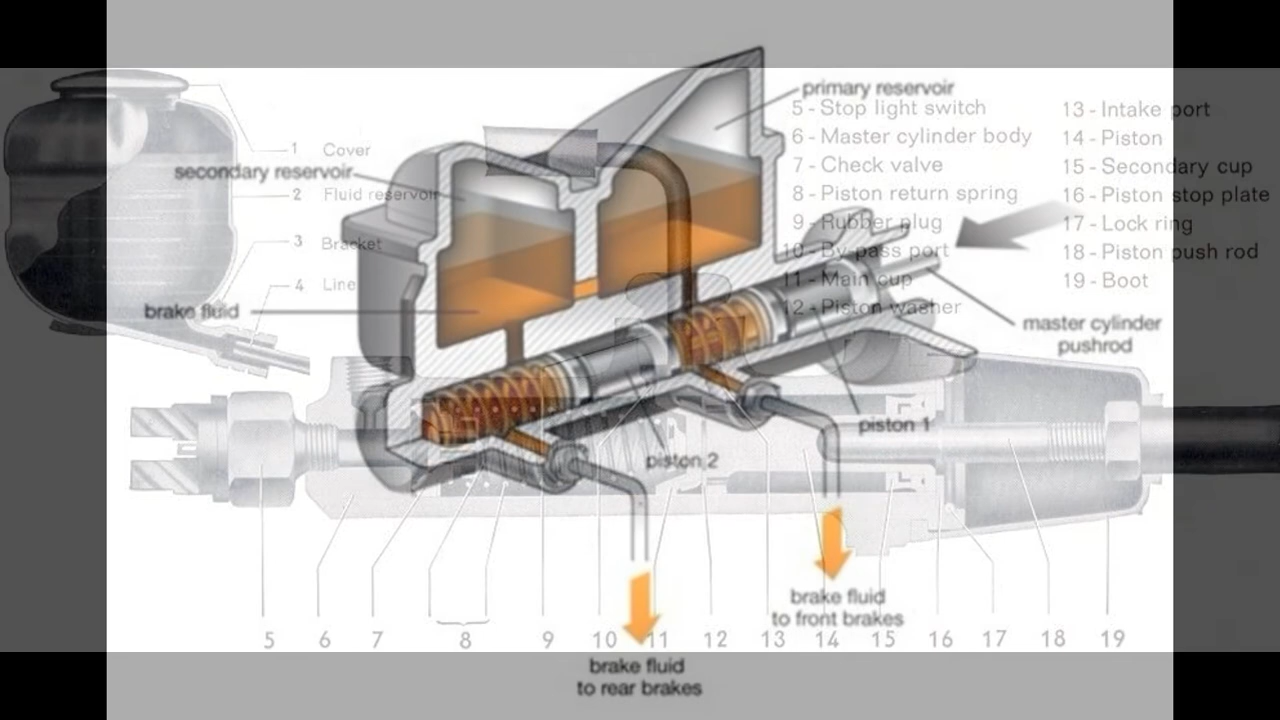 primary reservoir
5 - Stop light switch
6 - Master cylinder body
7 - Check valve
8 - Piston return spring
9 - Rubber plug
10 - By-pass port
11 - Main cup
12 - Piston washer
13 - Intake port
14 - Piston
15 - Secondary cup
16 - Piston stop plate
17 - Lock ring
18 - Piston push rod
19 - Boot
1 Cover
secondary reservoir
2 Fluid reservoir
3 Bracket
4 Line
brake fluid
master cylinder
pushrod
piston 1
piston 2
brake fluid
to front brakes
5 6 7 8 9 10 11 12 13 14 15 16 17 18 19
brake fluid
to rear brakes